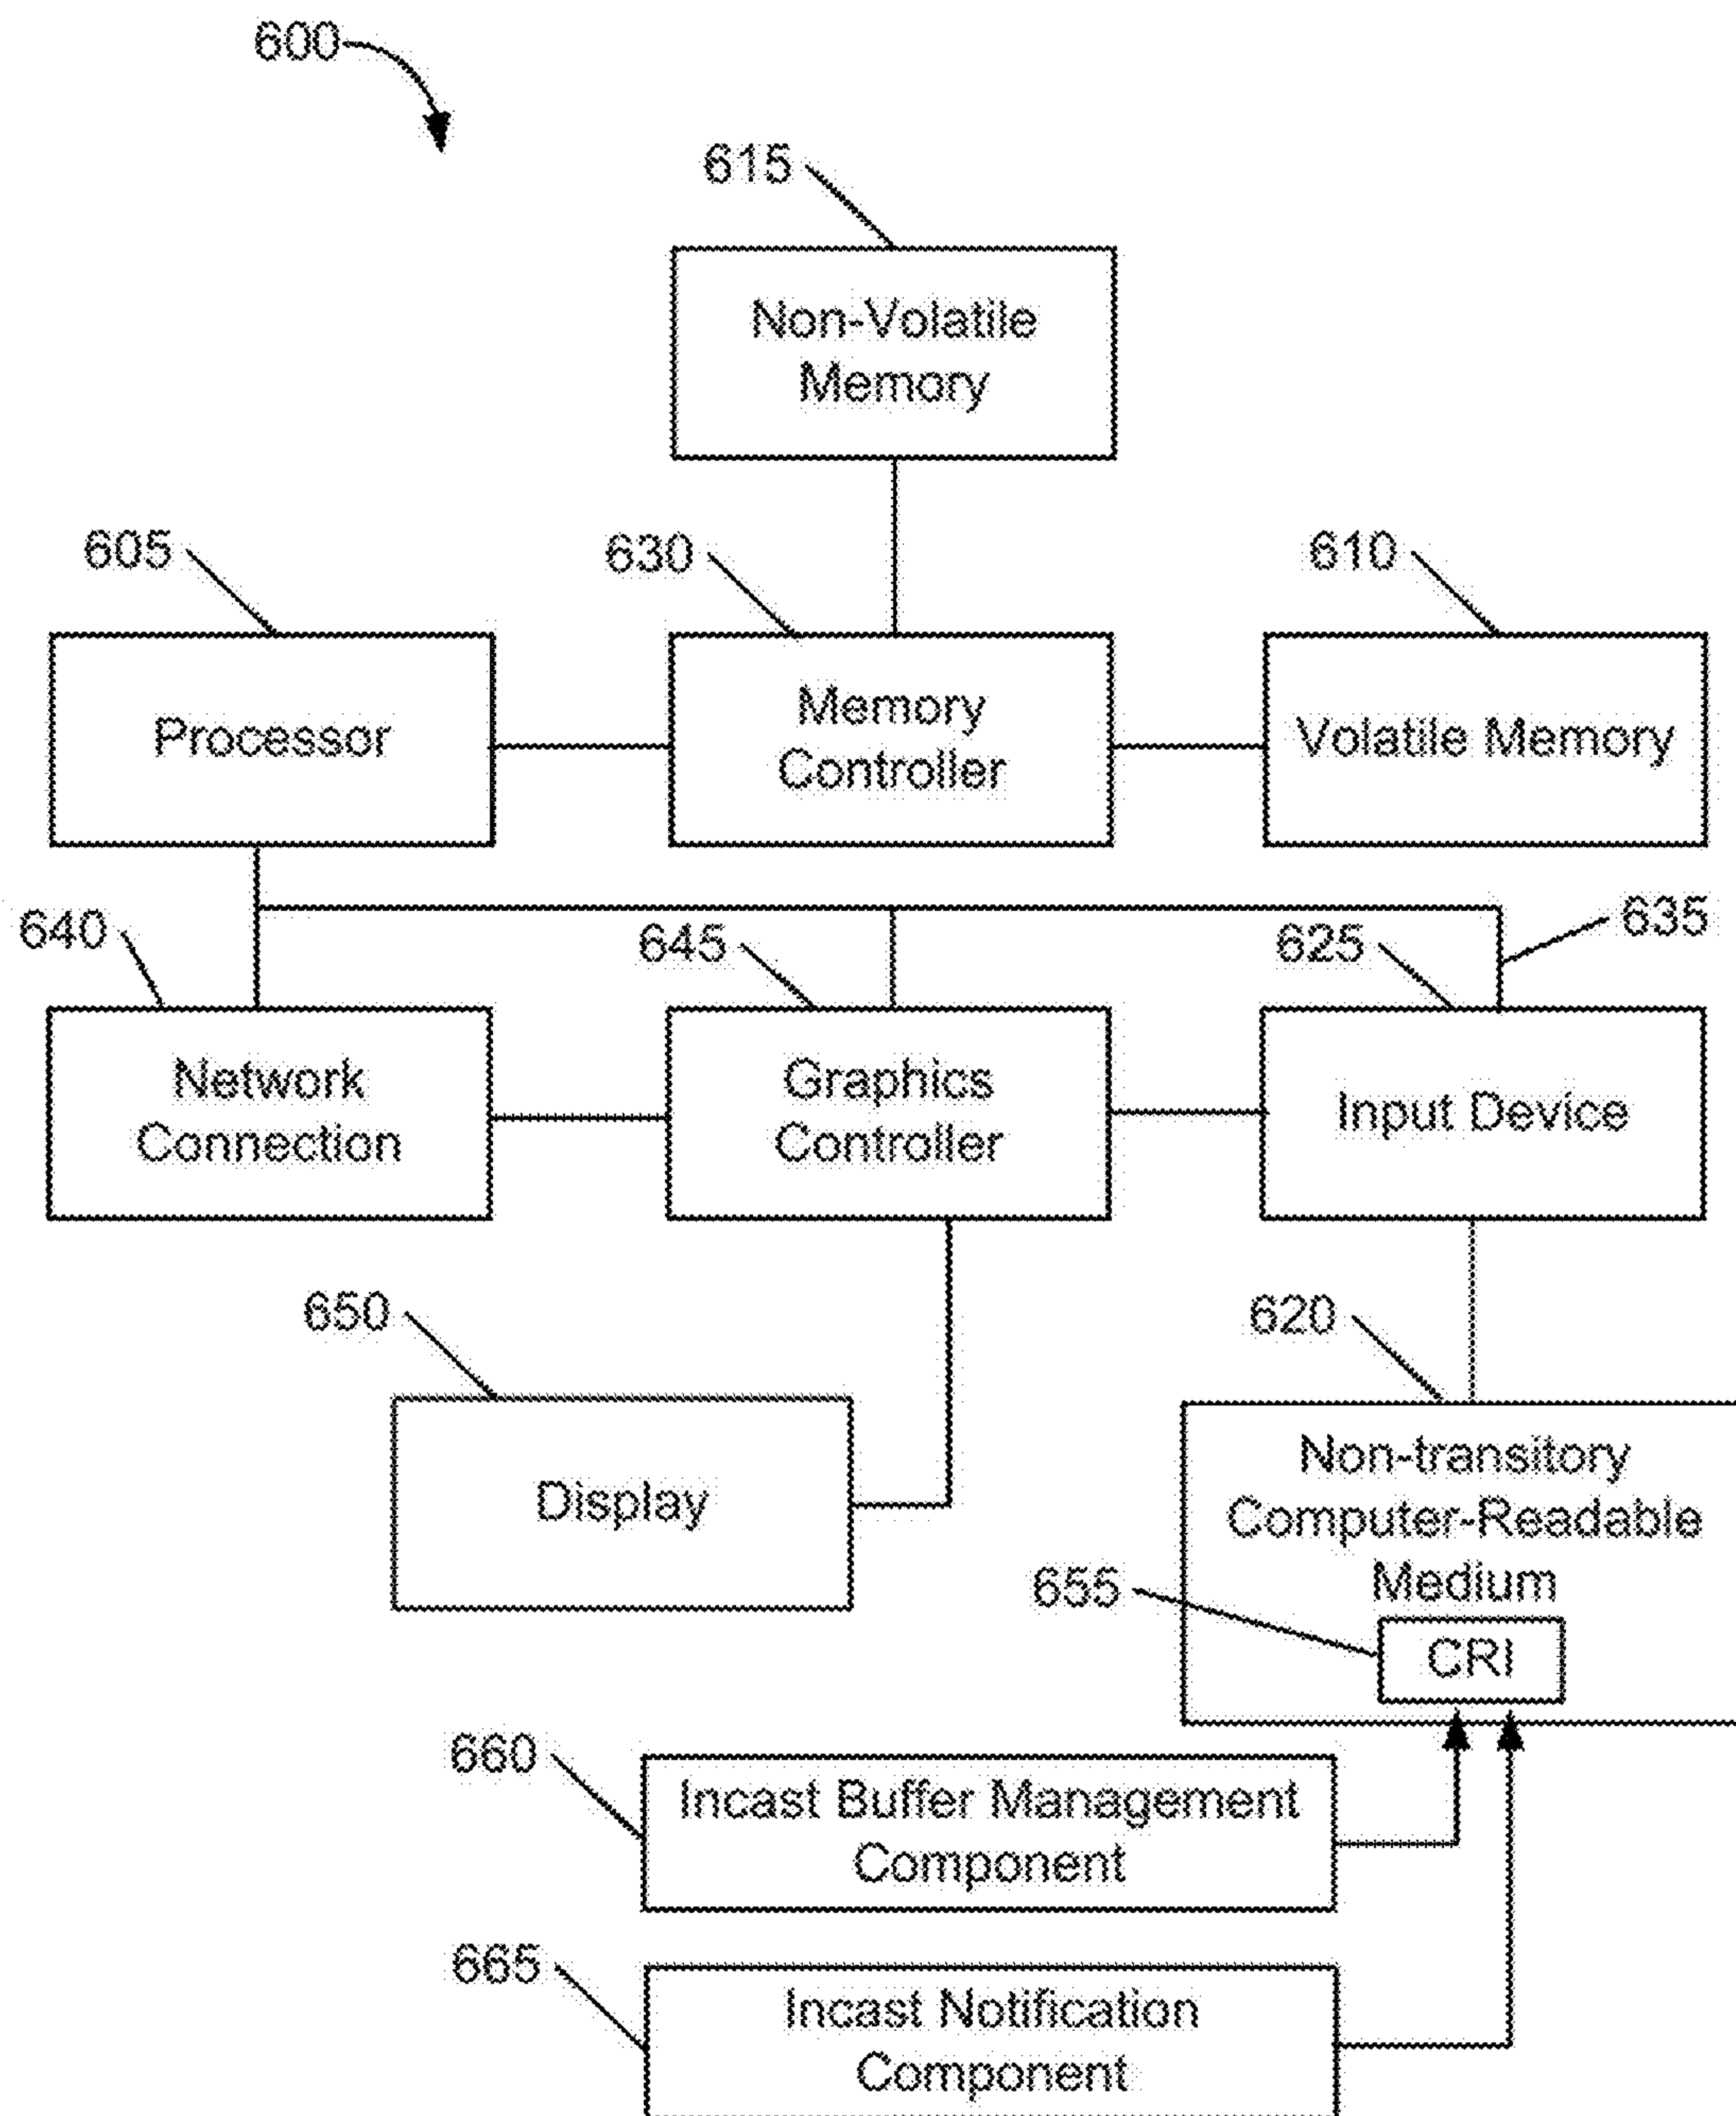 600
615
Non-Volatile
Memory
605
630
610
Processor
Memory
Controller
Volatile Memory
640
645
625
635
Network
Connection
Graphics
Controller
Input Device
650
620
Display
Non-transitory
Computer-Readable
Medium
655
CRI
660
Incast Buffer Management
Component
665
Incast Notification
Component